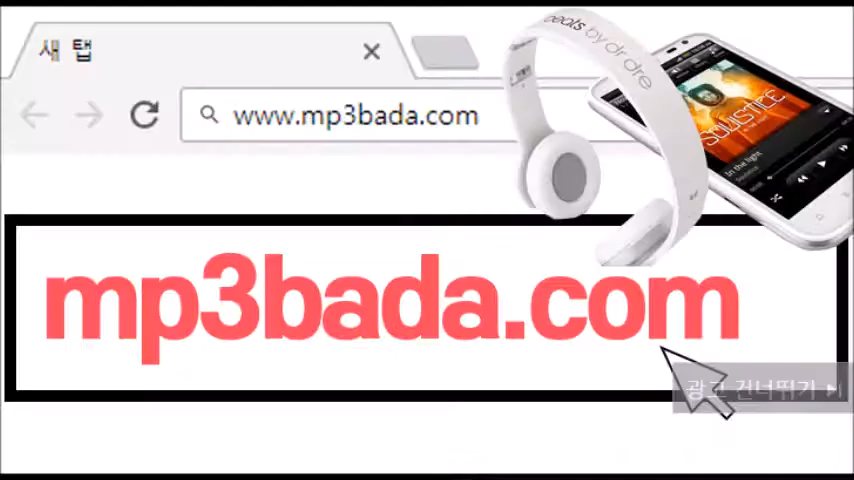 새 탭
www.mp3bada.com
beats by dr dre
SOULSTICE
In the light
mp3bada.com
광고 건너뛰기